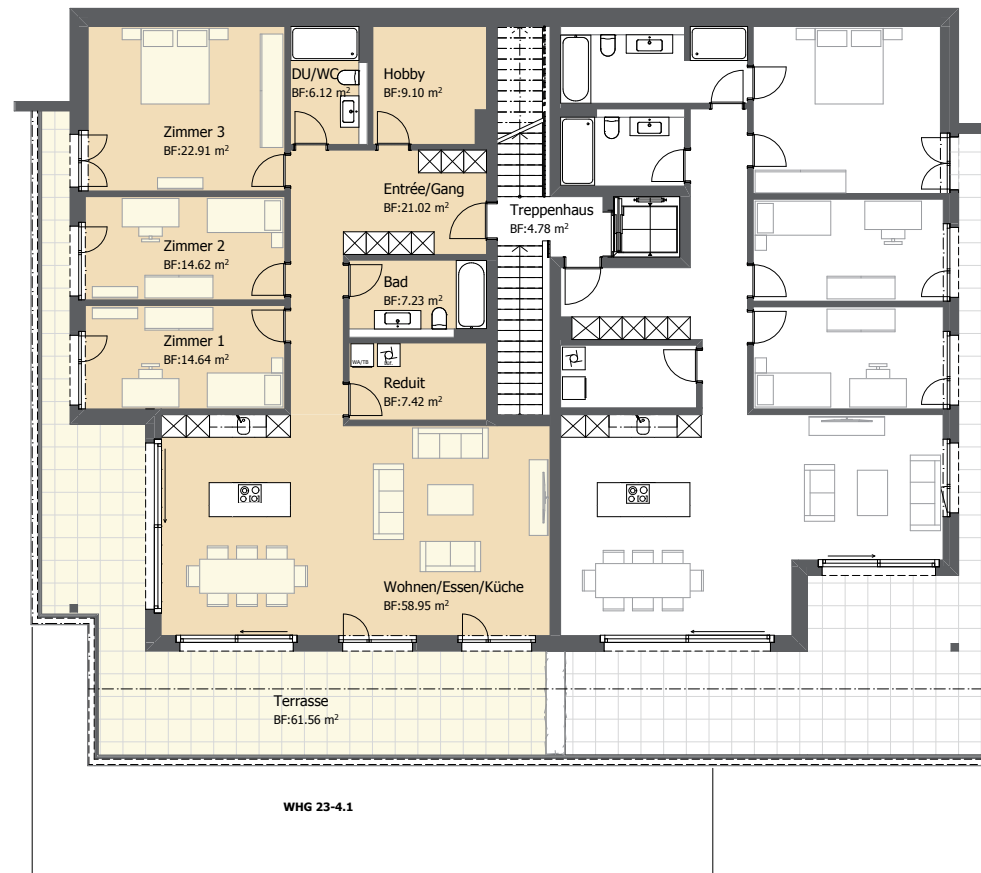 DU/WC
BF:6.12 m²
Hobby
BF:9.10 m²
Zimmer 3
BF:22.91 m²
Entrée/Gang
BF:21.02 m²
Treppenhaus
BF:4.78 m²
Zimmer 2
BF:14.62 m²
Bad
BF:7.23 m²
Zimmer 1
BF:14.64 m²
WA/TB
Reduit
BF:7.42 m²
Wohnen/Essen/Küche
BF:58.95 m²
Terrasse
BF:61.56 m²
WHG 23-4.1